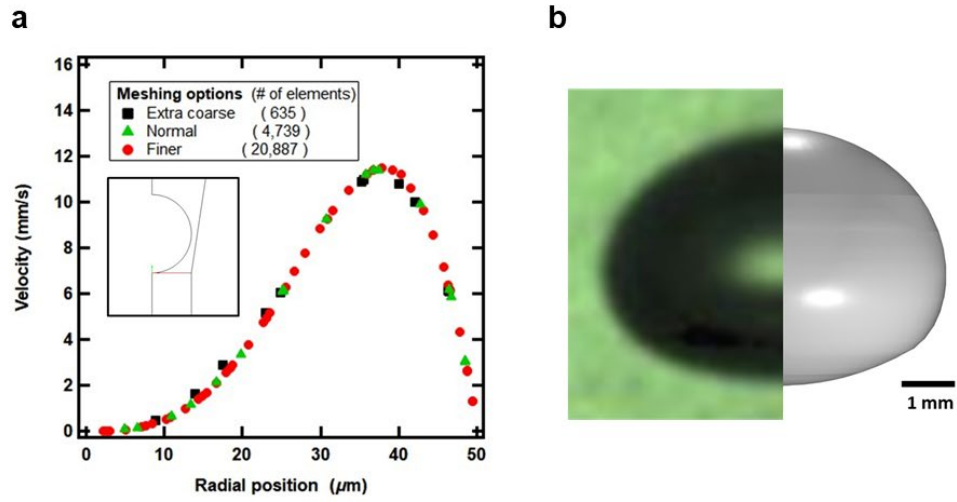 a
b
16
14
12
10
8
6
4
2
0
Velocity (mm/s)
Meshing options (# of elements)
Extra coarse (635)
Normal (4,739)
Finer (20,887)
0 10 20 30 40 50
Radial position (μm)
1 mm